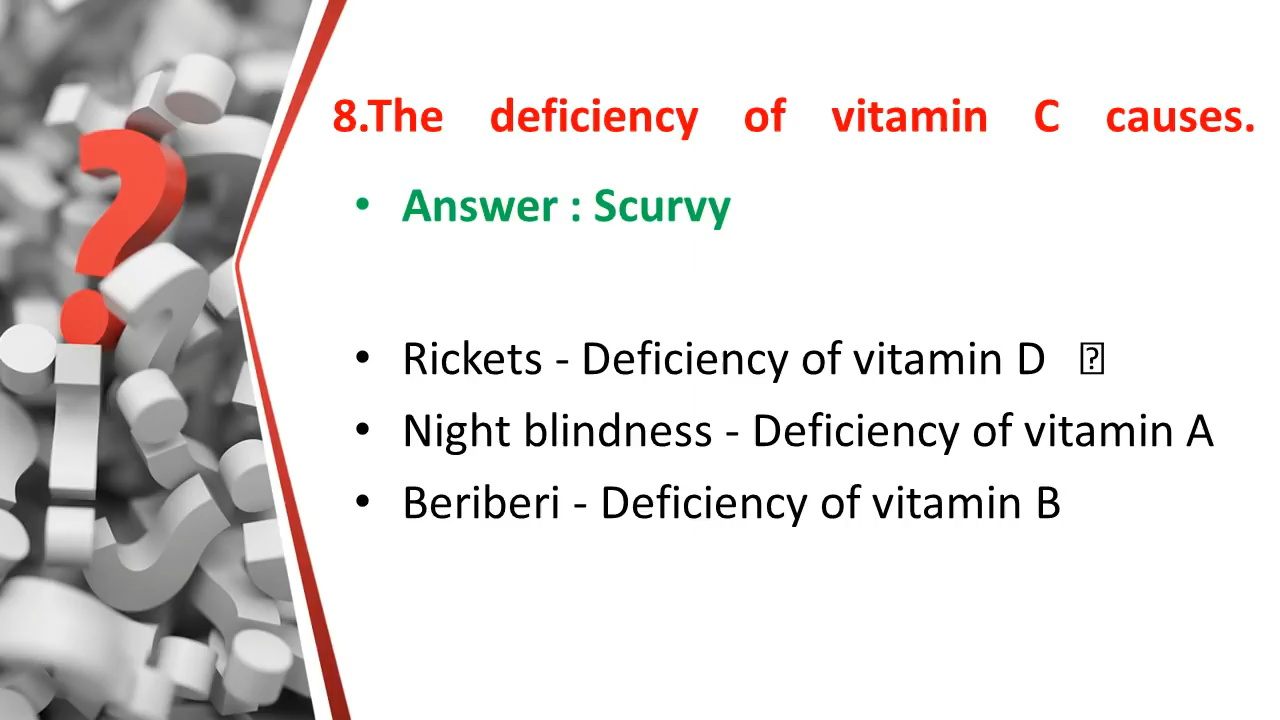 8.The deficiency of vitamin C causes.
• Answer : Scurvy
• Rickets - Deficiency of vitamin D
• Night blindness - Deficiency of vitamin A
• Beriberi - Deficiency of vitamin B